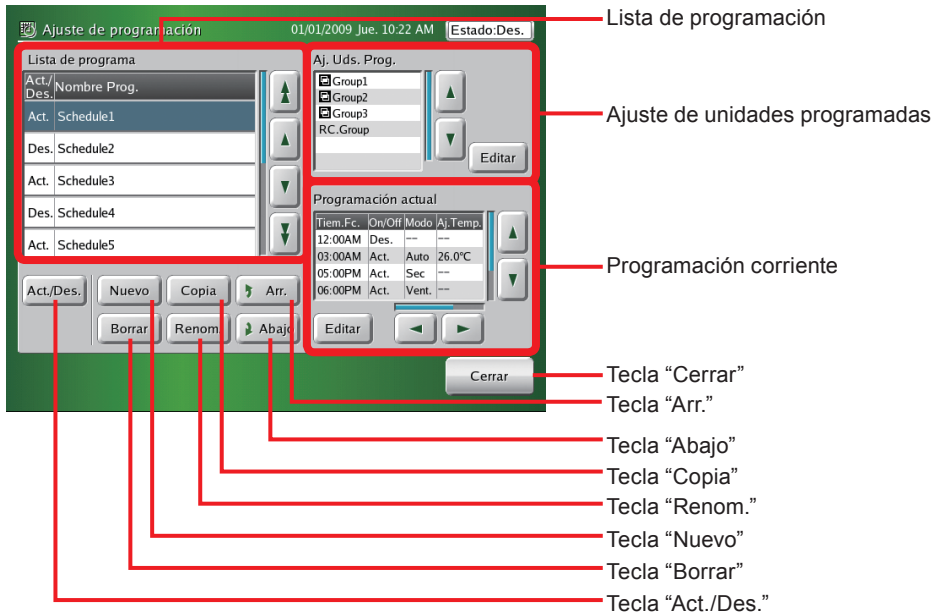 Ajuste de programación 01/01/2009 Jue. 10:22 AM Estado:Des.
Lista de programa
Act./Des. Nombre Prog.
Act. Schedule1
Des. Schedule2
Act. Schedule3
Des. Schedule4
Act. Schedule5
Aj. Uds. Prog.
Group1
Group2
Group3
RC.Group
Editar
Programación actual
Tiem.Fc. On/Off Modo Aj.Temp.
12:00AM Des. -- --
03:00AM Act. Auto 26.0°C
05:00PM Act. Sec --
06:00PM Act. Vent. --
Editar
Act./Des. Nuevo Copia Arr.
Borrar Renom. Abajo
Cerrar
Lista de programación
Ajuste de unidades programadas
Programación corriente
Tecla “Cerrar”
Tecla “Arr.”
Tecla “Abajo”
Tecla “Copia”
Tecla “Renom.”
Tecla “Nuevo”
Tecla “Borrar”
Tecla “Act./Des.”